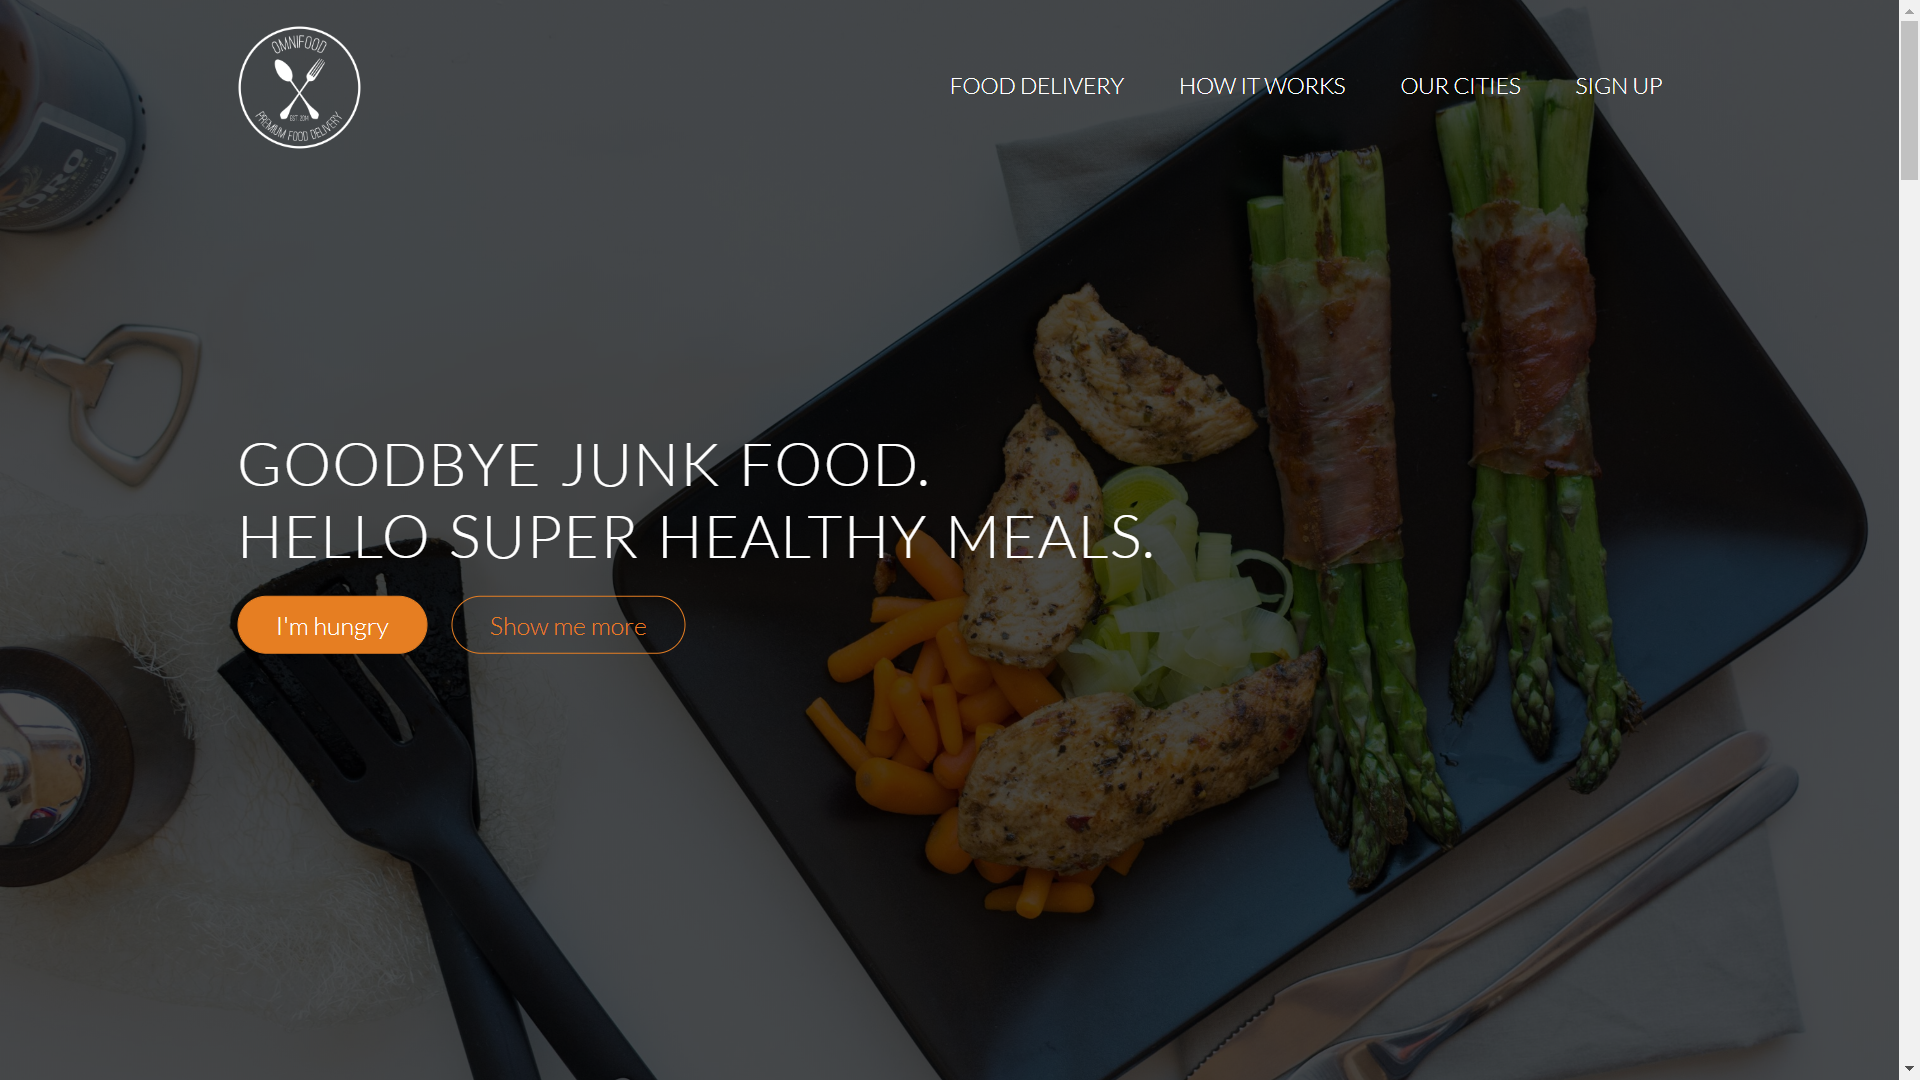 OMNIFOOD
EST. 2014
PREMIUM FOOD DELIVERY
FOOD DELIVERY
HOW IT WORKS
OUR CITIES
SIGN UP
GOODBYE JUNK FOOD.
HELLO SUPER HEALTHY MEALS.
I'm hungry
Show me more